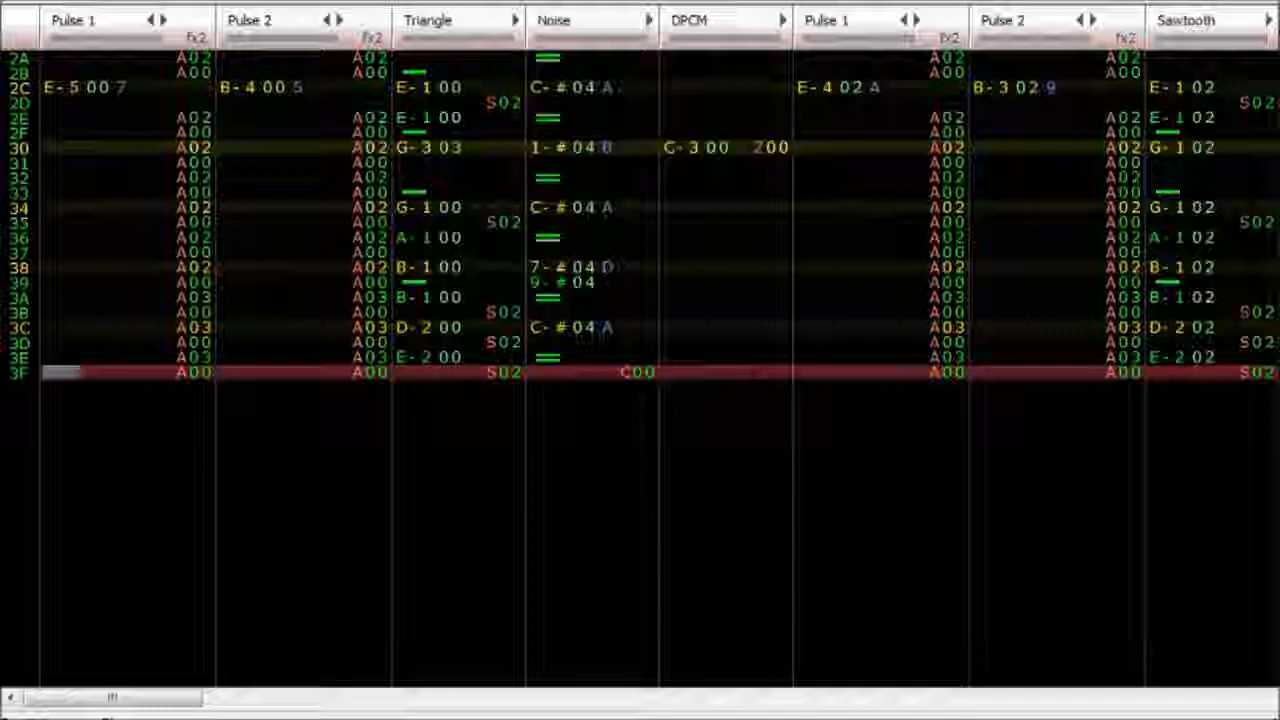 Pulse 1 Pulse 2 Triangle Noise DPCM Pulse 1 Pulse 2 Sawtooth
fx2 fx2 fx2 fx2
2A A02 A02 A02 A02
2B A00 A00 A00 A00
2C E-5 00 7 B-4 00 5 E-1 00 C-# 04 A E-4 02 A B-3 02 9 E-1 02
2D S02 S02
2E A02 A02 E-1 00 A02 A02 E-1 02
2F A00 A00 A00 A00
30 A02 A02 G-3 03 1-# 04 C-3 00 Z00 A02 A02 G-1 02
31 A00 A00 A00 A00
32 A02 A02 A02 A02
33 A00 A00 A00 A00
34 A02 A02 G-1 00 C-# 04 A A02 A02 G-1 02
35 A00 A00 S02 A00 A00 S02
36 A02 A02 A-1 00 A02 A02 A-1 02
37 A00 A00 A00 A00
38 A02 A02 B-1 00 7-# 04 D A02 A02 B-1 02
39 A00 A00 9-# 04 A00 A00
3A A03 A03 B-1 00 A03 A03 B-1 02
3B A00 A00 S02 A00 A00 S02
3C A03 A03 D-2 00 C-# 04 A A03 A03 D-2 02
3D A00 A00 S02 A00 A00 S02
3E A03 A03 E-2 00 A03 A03 E-2 02
3F A00 A00 S02 C00 A00 A00 S02